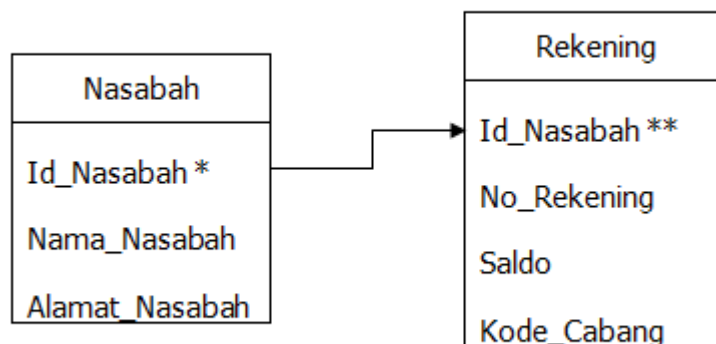 Nasabah
Id_Nasabah *
Nama_Nasabah
Alamat_Nasabah
Rekening
Id_Nasabah **
No_Rekening
Saldo
Kode_Cabang